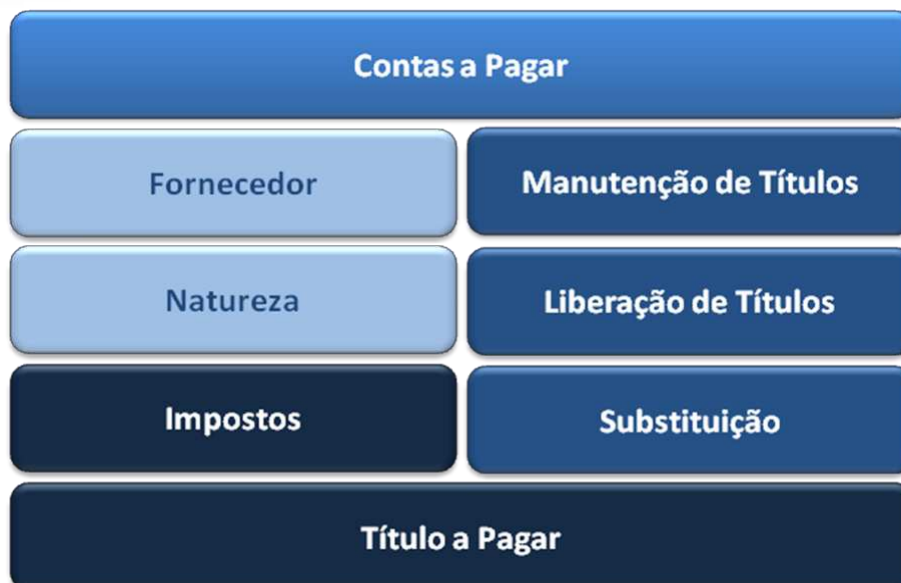 Contas a Pagar
Fornecedor
Manutenção de Títulos
Natureza
Liberação de Títulos
Impostos
Substituição
Título a Pagar